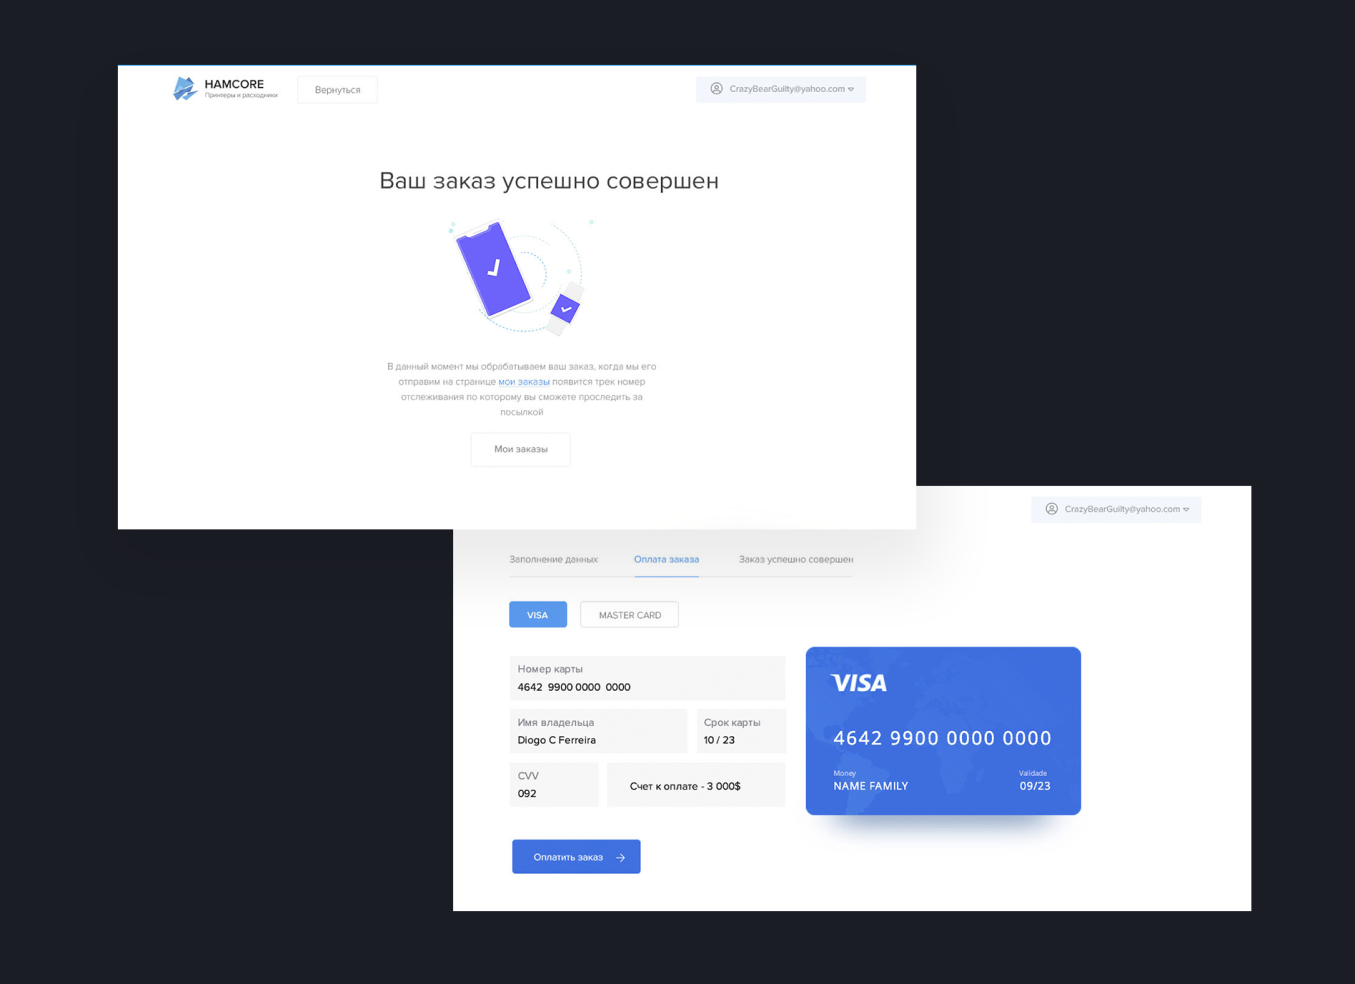 HAMCORE
Принтеры и расходники
Вернуться
CrazyBearGuilty@yahoo.com
Ваш заказ успешно совершен
В данный момент мы обрабатываем ваш заказ, когда мы его
отправим на странице мои заказы появится трек номер
отслеживания по которому вы сможете проследить за
посылкой
Мои заказы
CrazyBearGuilty@yahoo.com
Заполнение данных Оплата заказа Заказ успешно совершен
VISA MASTER CARD
Номер карты
4642 9900 0000 0000
Имя владельца Срок карты
Diogo C Ferreira 10 / 23
CVV
092
Счет к оплате - 3 000$
Оплатить заказ
VISA
4642 9900 0000 0000
Money Validade
NAME FAMILY 09/23